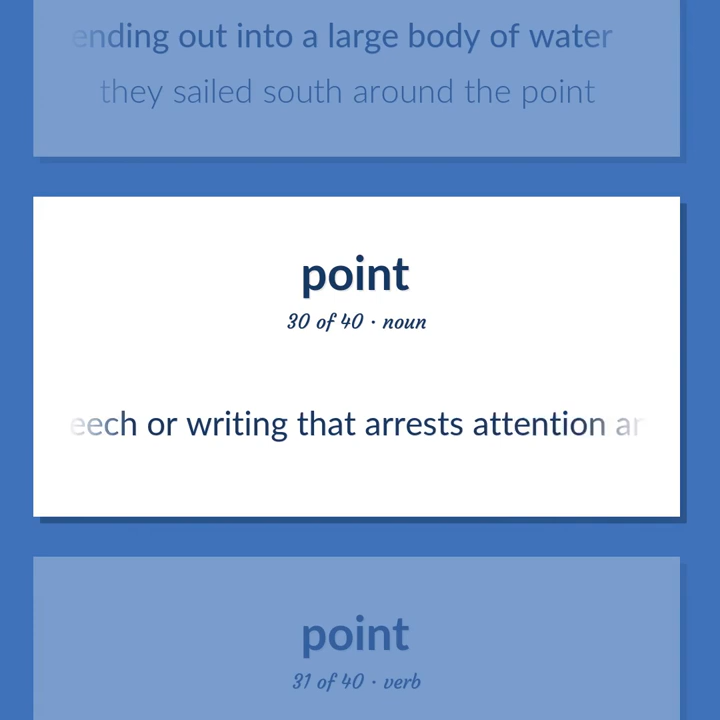 ending out into a large body of water
they sailed south around the point
point
30 of 40 · noun
eech or writing that arrests attention ar
point
31 of 40 · verb